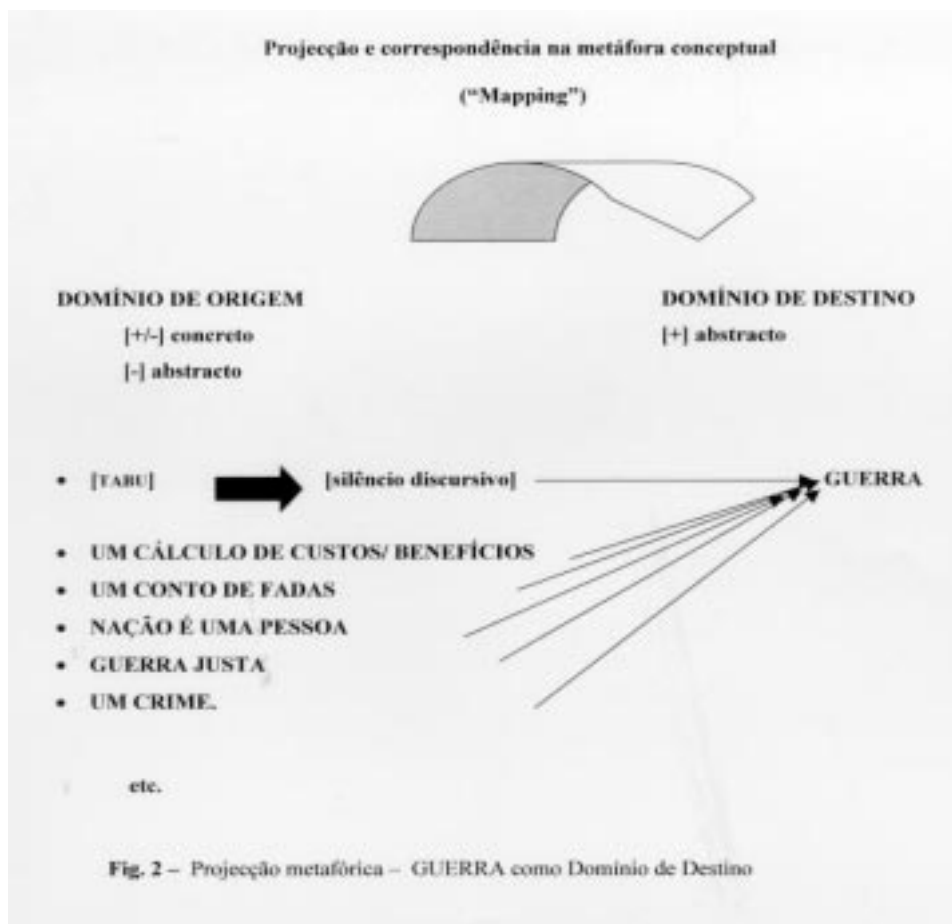 Projecção e correspondência na metáfora conceptual
(“Mapping”)
DOMÍNIO DE ORIGEM DOMÍNIO DE DESTINO
[+/-] concreto [+] abstracto
[-] abstracto
• [TABU] [silêncio discursivo] GUERRA
• UM CÁLCULO DE CUSTOS/ BENEFÍCIOS
• UM CONTO DE FADAS
• NAÇÃO É UMA PESSOA
• GUERRA JUSTA
• UM CRIME.
etc.
Fig. 2 – Projecção metafórica – GUERRA como Domínio de Destino